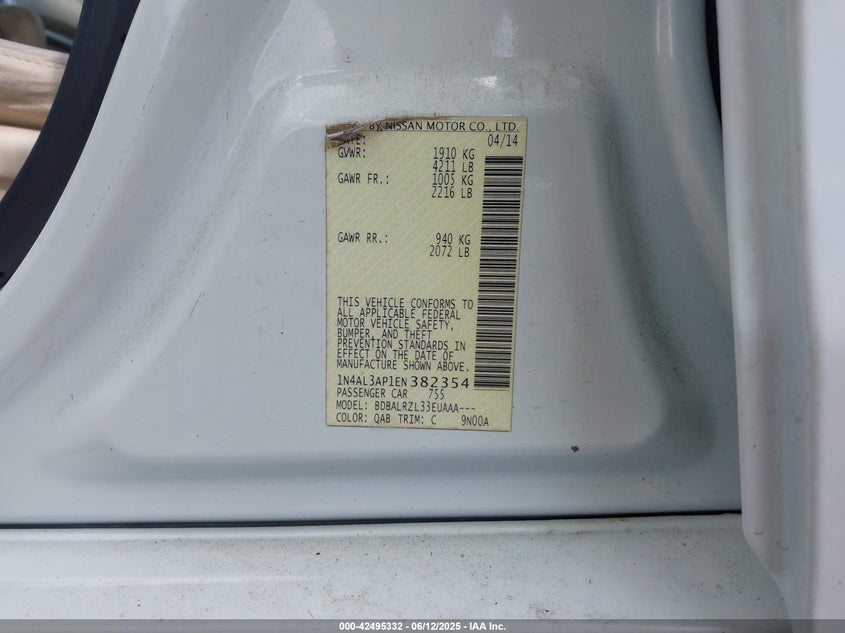 BY NISSAN MOTOR CO., LTD.
DATE: 04/14
GVWR: 1910 KG
4211 LB
GAWR FR.: 1005 KG
2216 LB
GAWR RR.: 940 KG
2072 LB
THIS VEHICLE CONFORMS TO
ALL APPLICABLE FEDERAL
MOTOR VEHICLE SAFETY,
BUMPER, AND THEFT
PREVENTION STANDARDS IN
EFFECT ON THE DATE OF
MANUFACTURE SHOWN ABOVE.
1N4AL3AP1EN382354
PASSENGER CAR 755
MODEL: BDBALRZL33EUAAA---
COLOR: QAB TRIM: C 9N00A
000-42495332 - 06/12/2025 - IAA Inc.